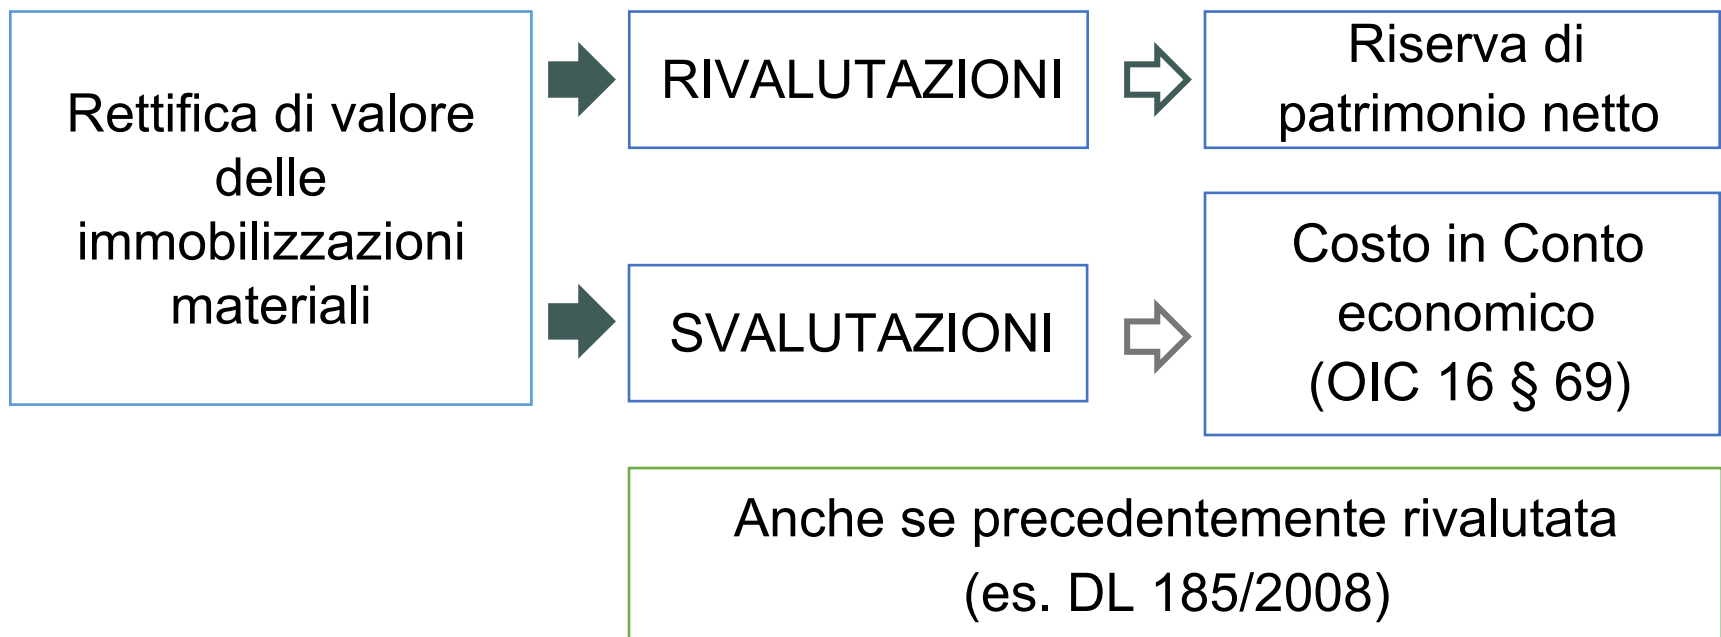 Rettifica di valore
delle
immobilizzazioni
materiali
RIVALUTAZIONI
Riserva di
patrimonio netto
SVALUTAZIONI
Costo in Conto
economico
(OIC 16 § 69)
Anche se precedentemente rivalutata
(es. DL 185/2008)